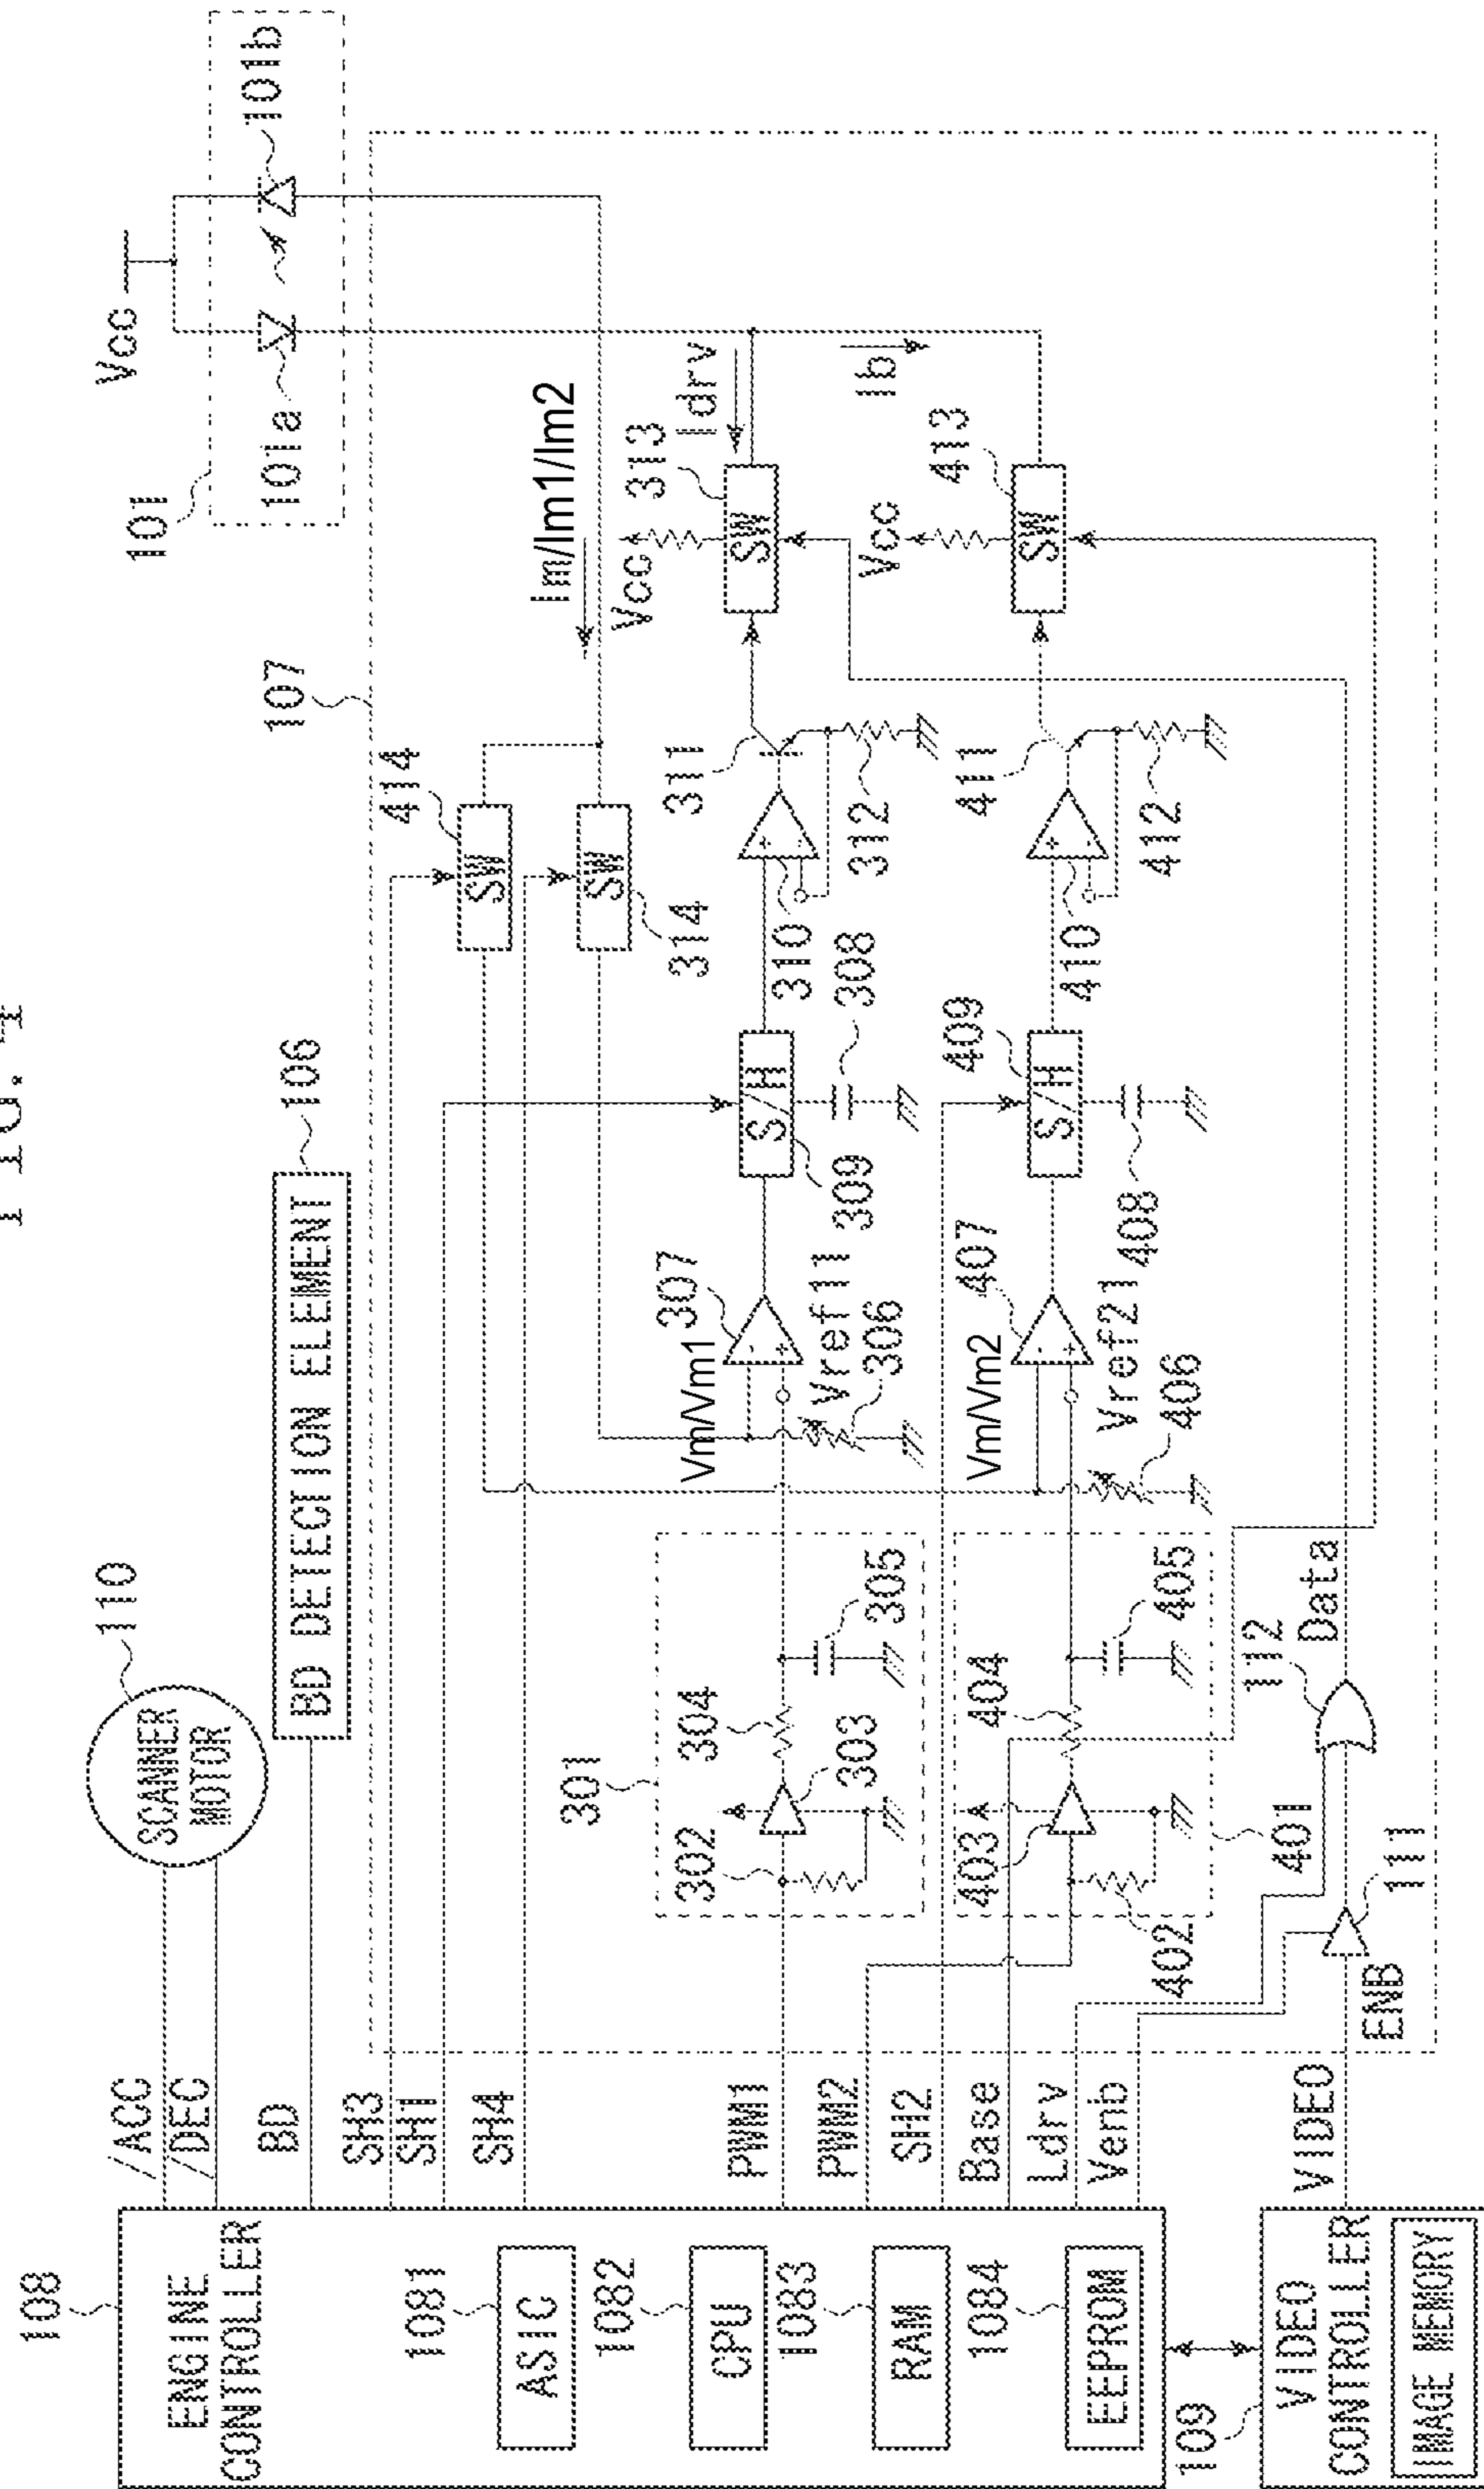 FIG. 4
108
ENGINE
CONTROLLER
1081
ASIC
1082
CPU
1083
RAM
1084
EEPROM
109
VIDEO
CONTROLLER
IMAGE MEMORY
/ACC
/DEC
BD
SH3
SH1
SH4
PWM1
PWM2
SH2
Base
Ldrv
Venb
VIDEO
ENB
110
SCANNER
MOTOR
106
BD DETECTION ELEMENT
107
301
302
303
304
305
401
402
403
404
405
111
112
Data
Vm/Vm1
307
Vref11
306
Vm/Vm2
407
Vref21
406
S/H
309
308
S/H
409
408
414
SW
SW
314
310
311
312
410
411
412
Im/Im1/Im2
Vcc
313
SW
Idrv
Vcc
413
SW
Ib
101
101a
101b
Vcc